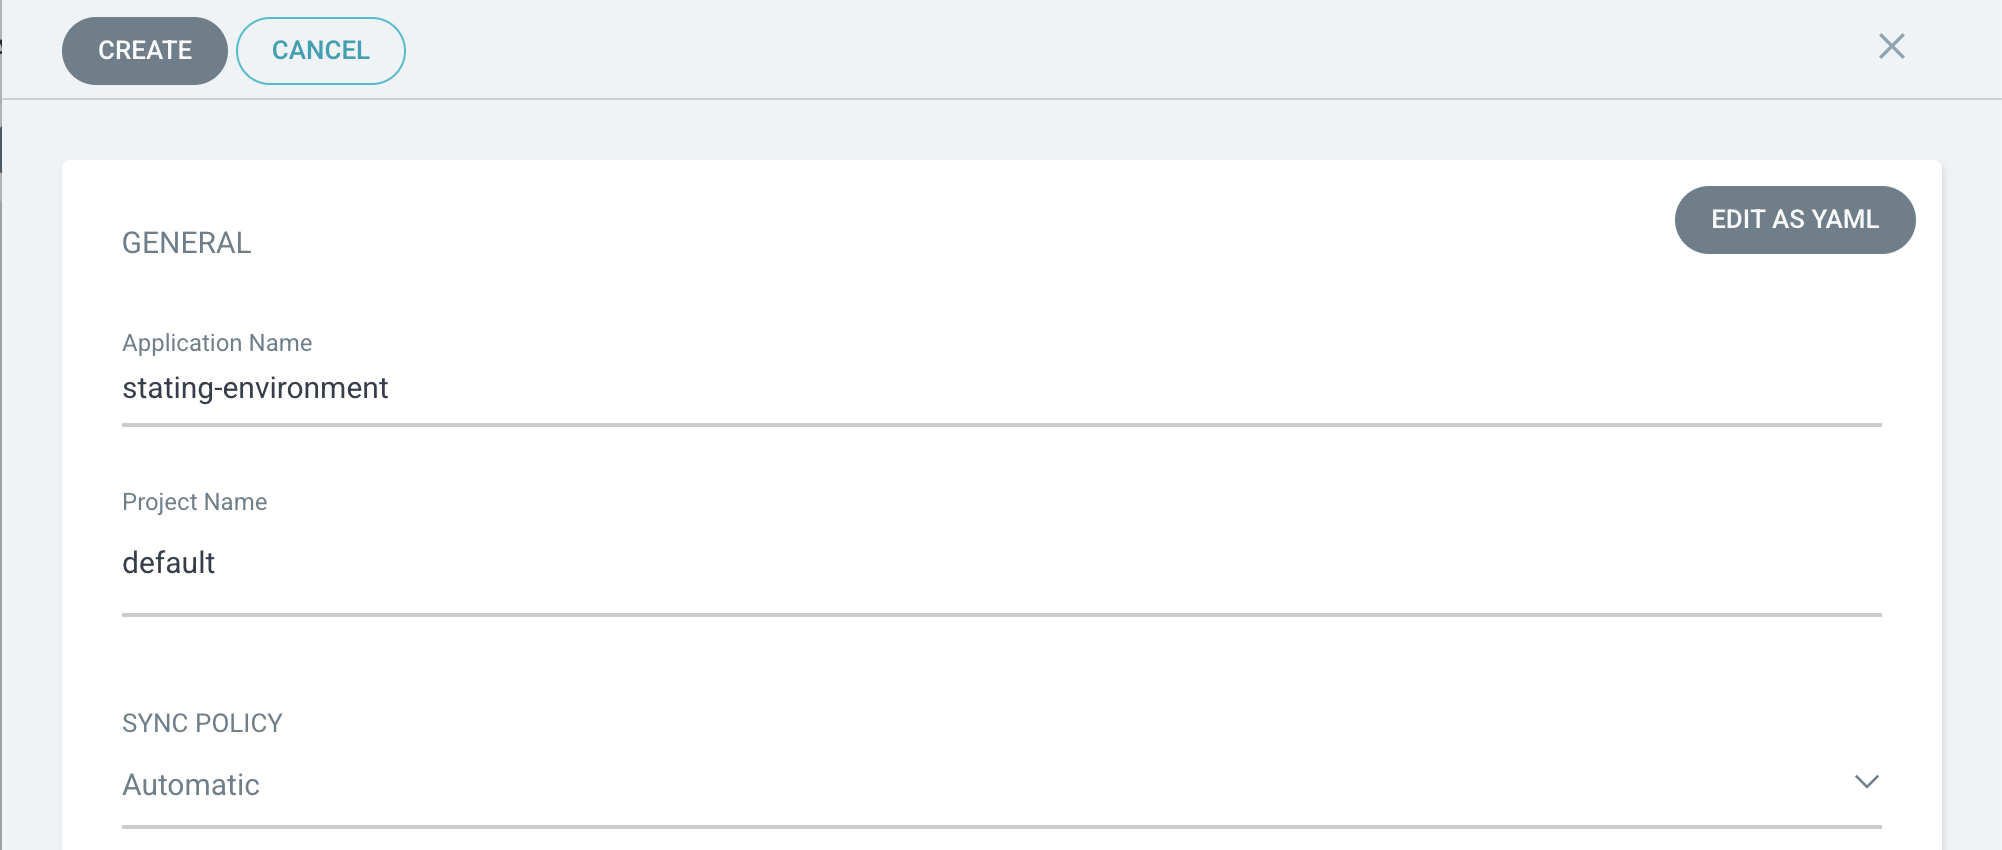 CREATE CANCEL
GENERAL
EDIT AS YAML
Application Name
stating-environment
Project Name
default
SYNC POLICY
Automatic